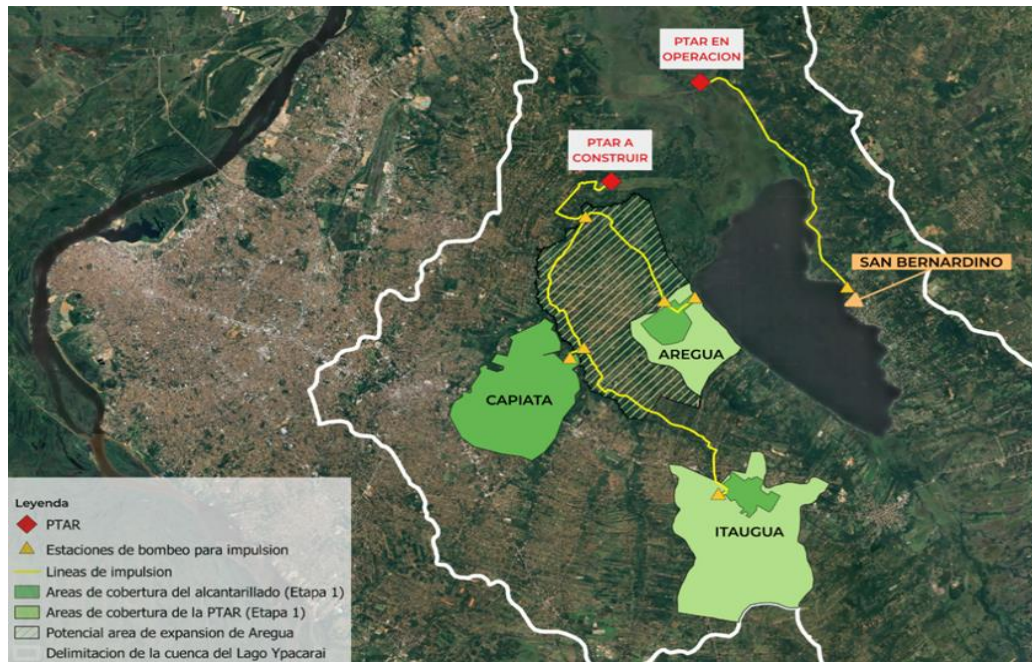 PTAR EN
OPERACION
PTAR A
CONSTRUIR
SAN BERNARDINO
AREGUA
CAPIATA
ITAUGUA
Leyenda
PTAR
Estaciones de bombeo para impulsion
Lineas de impulsion
Areas de cobertura del alcantarillado (Etapa 1)
Areas de cobertura de la PTAR (Etapa 1)
Potencial area de expansion de Aregua
Delimitacion de la cuenca del Lago Ypacarai